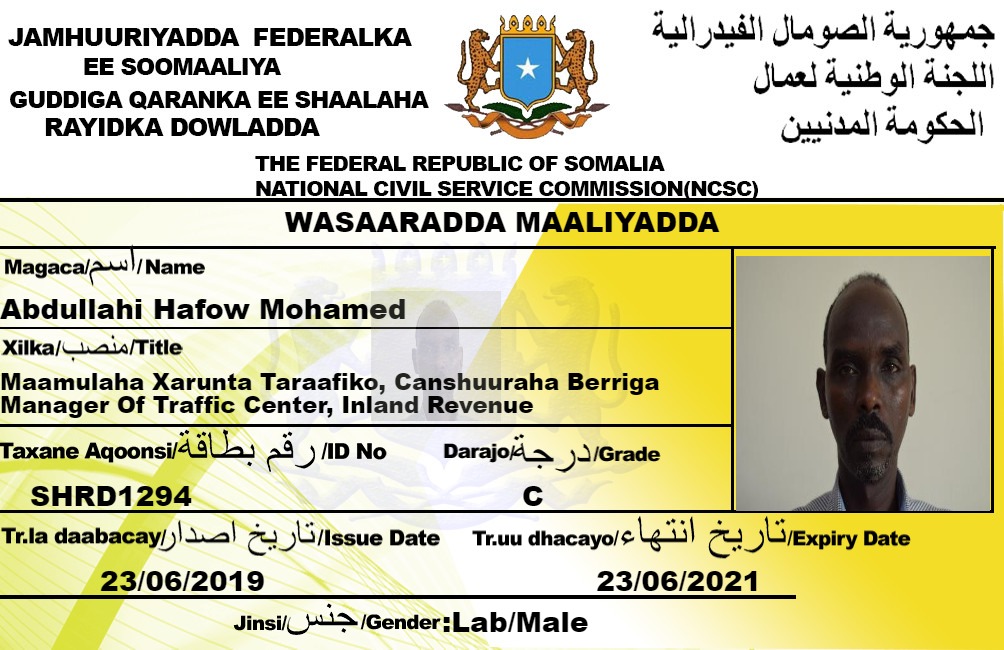 JAMHUURIYADDA FEDERALKA
EE SOOMAALIYA
GUDDIGA QARANKA EE SHAALAHA
RAYIDKA DOWLADDA
جمهورية الصومال الفيدرالية
اللجنة الوطنية لعمال
الحكومة المدنيين
THE FEDERAL REPUBLIC OF SOMALIA
NATIONAL CIVIL SERVICE COMMISSION(NCSC)
WASAARADDA MAALIYADDA
Magaca/اسم/Name
Abdullahi Hafow Mohamed
Xilka/منصب/Title
Maamulaha Xarunta Taraafiko, Canshuuraha Berriga
Manager Of Traffic Center, Inland Revenue
Taxane Aqoonsi/رقم بطاقة/ID No Darajo/درجة/Grade
SHRD1294 C
Tr.la daabacay/تاريخ اصدار/Issue Date Tr.uu dhacayo/تاريخ انتهاء/Expiry Date
23/06/2019 23/06/2021
Jinsi/جنس/Gender:Lab/Male